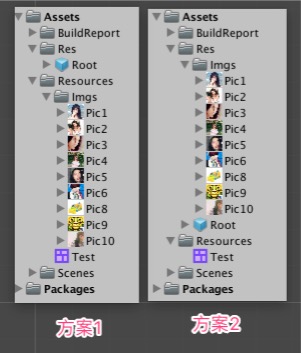 Assets
BuildReport
Res
Root
Resources
Imgs
Pic1
Pic2
Pic3
Pic4
Pic5
Pic6
Pic8
Pic9
Pic10
Test
Scenes
Packages
方案1
Assets
BuildReport
Res
Imgs
Pic1
Pic2
Pic3
Pic4
Pic5
Pic6
Pic8
Pic9
Pic10
Root
Resources
Test
Scenes
Packages
方案2